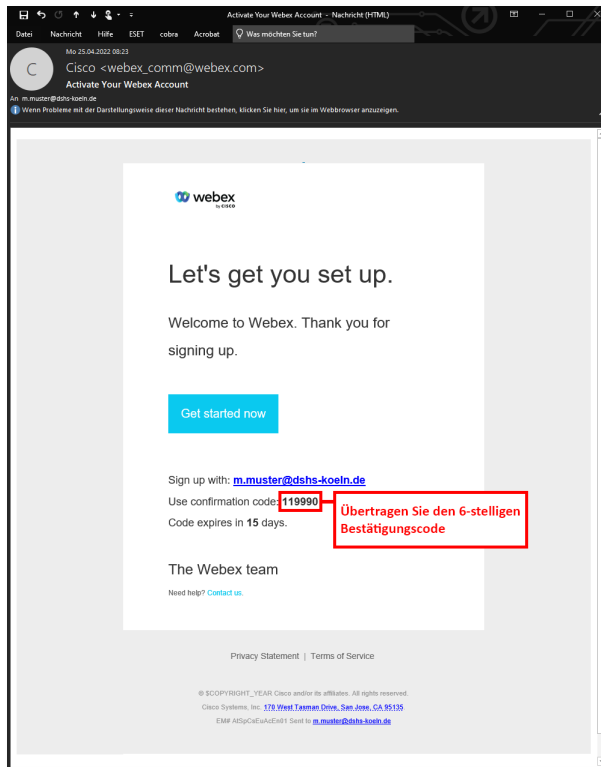 Activate Your Webex Account - Nachricht (HTML)
Datei Nachricht Hilfe ESET cobra Acrobat Was möchten Sie tun?
Mo 25.04.2022 08:23
C
Cisco <webex_comm@webex.com>
Activate Your Webex Account
An m.muster@dshs-koeln.de
Wenn Probleme mit der Darstellungsweise dieser Nachricht bestehen, klicken Sie hier, um sie im Webbrowser anzuzeigen.
webex
by CISCO
Let's get you set up.
Welcome to Webex. Thank you for
signing up.
Get started now
Sign up with: m.muster@dshs-koeln.de
Use confirmation code: 119990
Code expires in 15 days.
Übertragen Sie den 6-stelligen
Bestätigungscode
The Webex team
Need help? Contact us.
Privacy Statement | Terms of Service
© $COPYRIGHT_YEAR Cisco and/or its affiliates. All rights reserved.
Cisco Systems, Inc. 170 West Tasman Drive, San Jose, CA 95135.
EM# AtSpCaEuAcEn01 Sent to m.muster@dshs-koeln.de